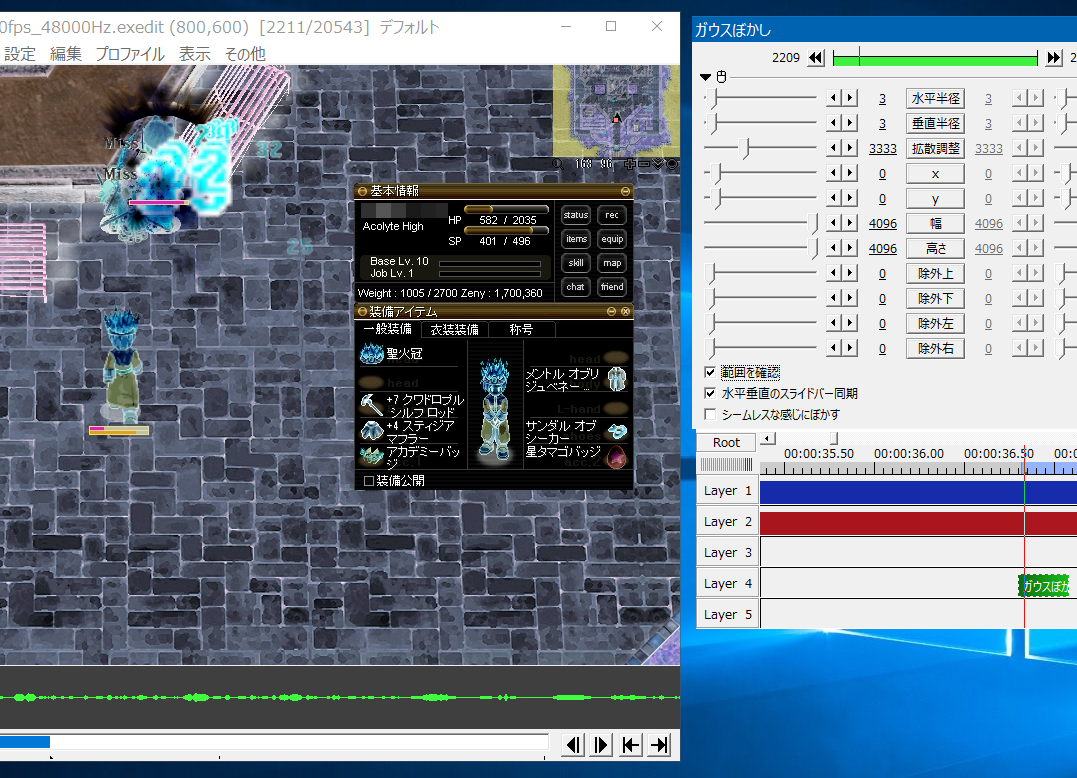 0fps_48000Hz.exedit (800,600) [2211/20543] デフォルト
設定 編集 プロファイル 表示 その他
Miss
Miss
32
25
168 96
基本情報
Acolyte High
HP 582 / 2035
SP 401 / 496
Base Lv. 10
Job Lv. 1
Weight : 1005 / 2700 Zeny : 1,700,360
status rec
items equip
skill map
chat friend
装備アイテム
一般装備 衣装装備 称号
聖火冠
head
head
メントル オブリ
ジュベネー ...
+7 クワドロプル
シルフ ロッド
L-hand
+4 スティジア
マフラー
サンダル オブ
シーカー
アカデミーバッ
ジ
星タマゴバッジ
acc.2
装備公開
ガウスぼかし
2209
3 水平半径 3
3 垂直半径 3
3333 拡散調整 3333
0 x 0
0 y 0
4096 幅 4096
4096 高さ 4096
0 除外上 0
0 除外下 0
0 除外左 0
0 除外右 0
範囲を確認
水平垂直のスライドバー同期
シームレスな感じにぼかす
Root
00:00:35.50 00:00:36.00 00:00:36.50 00:0
Layer 1
Layer 2
Layer 3
Layer 4
ガウスぼか
Layer 5